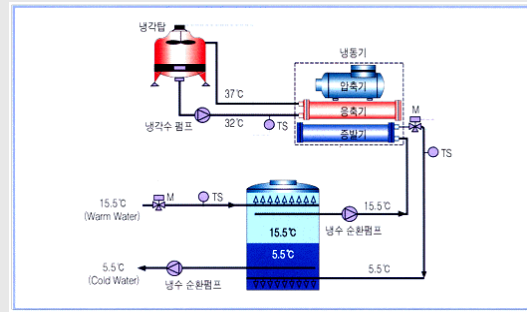 냉각탑
냉동기
압축기
37℃
응축기
M
냉각수 펌프
32℃
TS
증발기
TS
15.5℃
(Warm Water)
M
TS
15.5℃
냉수 순환펌프
15.5℃
5.5℃
5.5℃
(Cold Water)
냉수 순환펌프
5.5℃